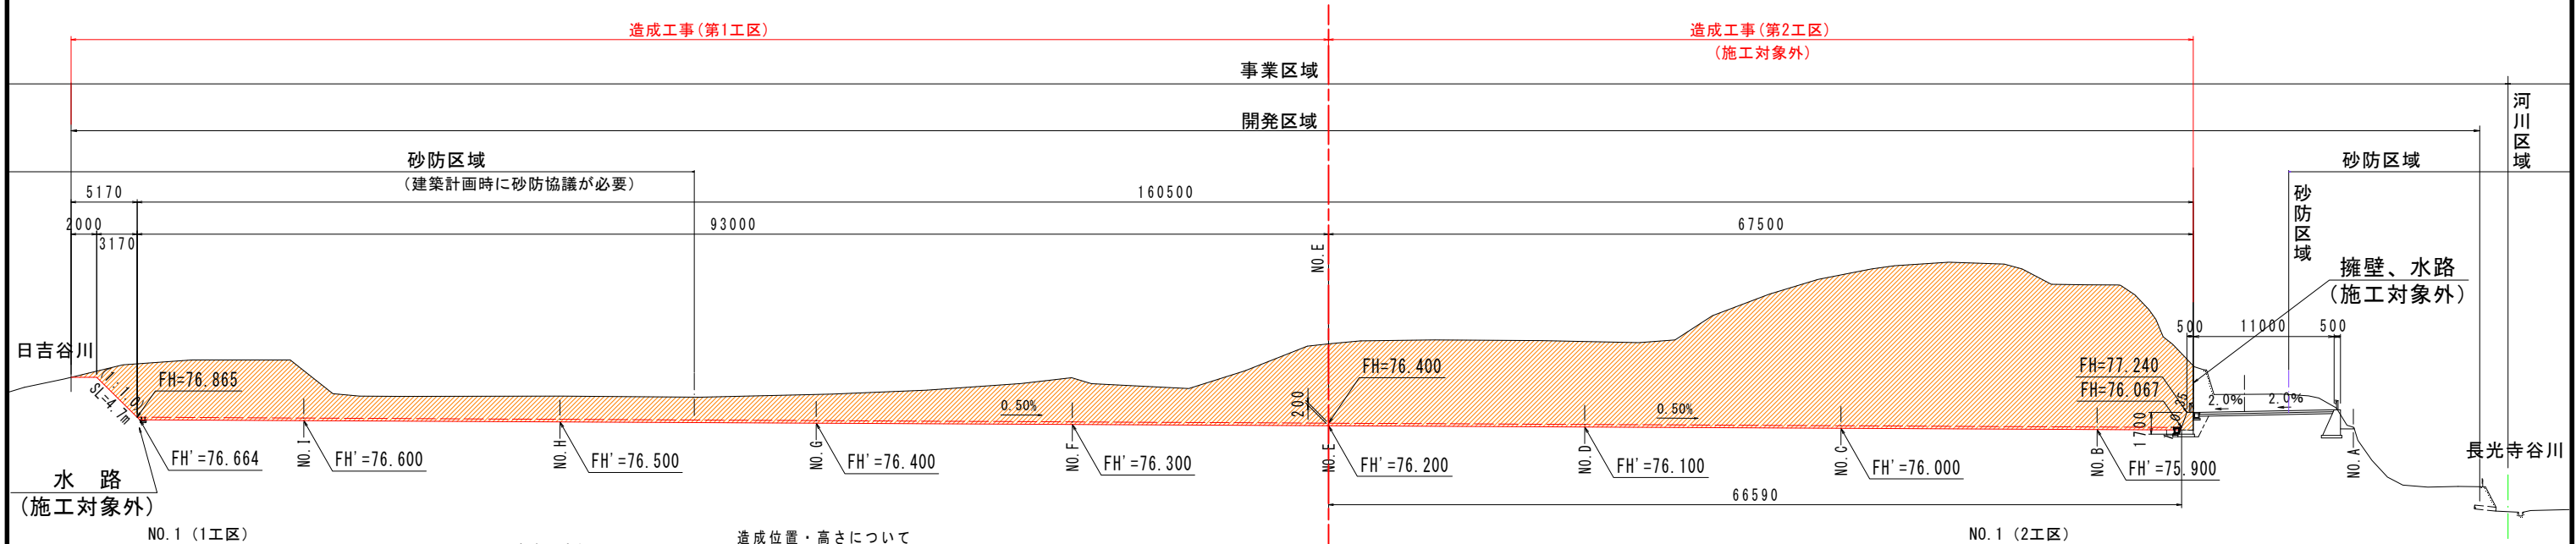 造成工事(第1工区)
造成工事(第2工区)
(施工対象外)
事業区域
河川区域
開発区域
砂防区域
(建築計画時に砂防協議が必要)
砂防区域
5170
160500
砂防区域
2000
3170
93000
67500
NO.E
擁壁、水路
(施工対象外)
500
11000
500
日吉谷川
(1:1.0)
SL=4.7m
FH=76.865
FH=76.400
FH=77.240
FH=76.067
200
0.50%
0.50%
2.0%
2.0%
1700
FH'=76.664
NO.I
FH'=76.600
NO.H
FH'=76.500
NO.G
FH'=76.400
NO.F
FH'=76.300
NO.E
FH'=76.200
NO.D
FH'=76.100
NO.C
FH'=76.000
NO.B
FH'=75.900
NO.A
長光寺谷川
水 路
(施工対象外)
66590
NO.1 (1工区)
造成位置・高さについて
NO.1 (2工区)